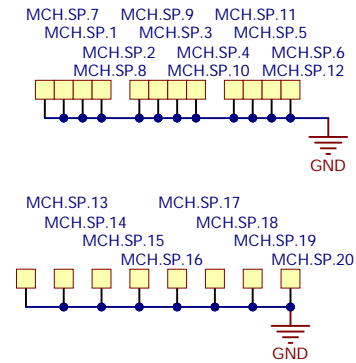 MCH.SP.7 MCH.SP.9 MCH.SP.11
MCH.SP.1 MCH.SP.3 MCH.SP.5
MCH.SP.2 MCH.SP.4 MCH.SP.6
MCH.SP.8 MCH.SP.10 MCH.SP.12
GND
MCH.SP.13 MCH.SP.17
MCH.SP.14 MCH.SP.18
MCH.SP.15 MCH.SP.19
MCH.SP.16 MCH.SP.20
GND